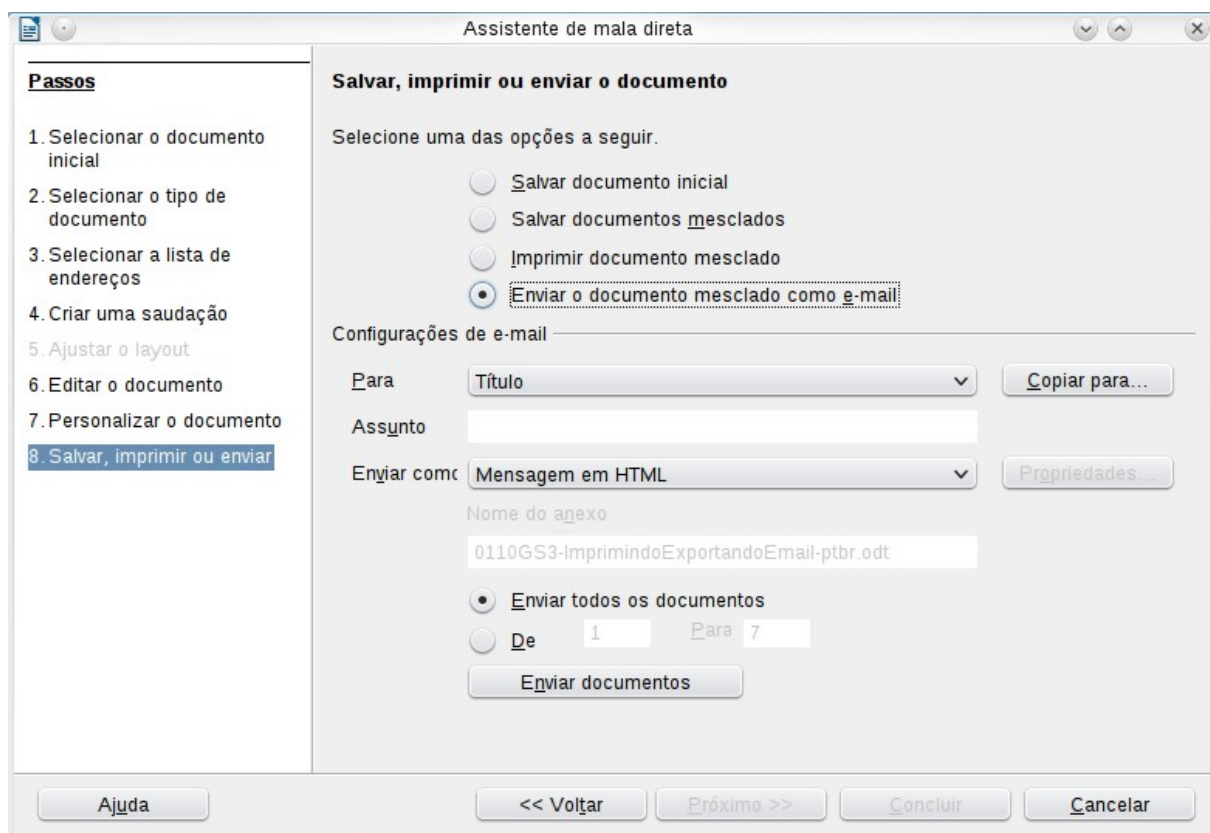 Assistente de mala direta
Passos
1. Selecionar o documento
inicial
2. Selecionar o tipo de
documento
3. Selecionar a lista de
endereços
4. Criar uma saudação
5. Ajustar o layout
6. Editar o documento
7. Personalizar o documento
8. Salvar, imprimir ou enviar
Salvar, imprimir ou enviar o documento
Selecione uma das opções a seguir.
Salvar documento inicial
Salvar documentos mesclados
Imprimir documento mesclado
Enviar o documento mesclado como e-mail
Configurações de e-mail
Para Título Copiar para...
Assunto
Enviar comc Mensagem em HTML Propriedades...
Nome do anexo
0110GS3-ImprimindoExportandoEmail-ptbr.odt
Enviar todos os documentos
De 1 Para 7
Enviar documentos
Ajuda << Voltar Próximo >> Concluir Cancelar